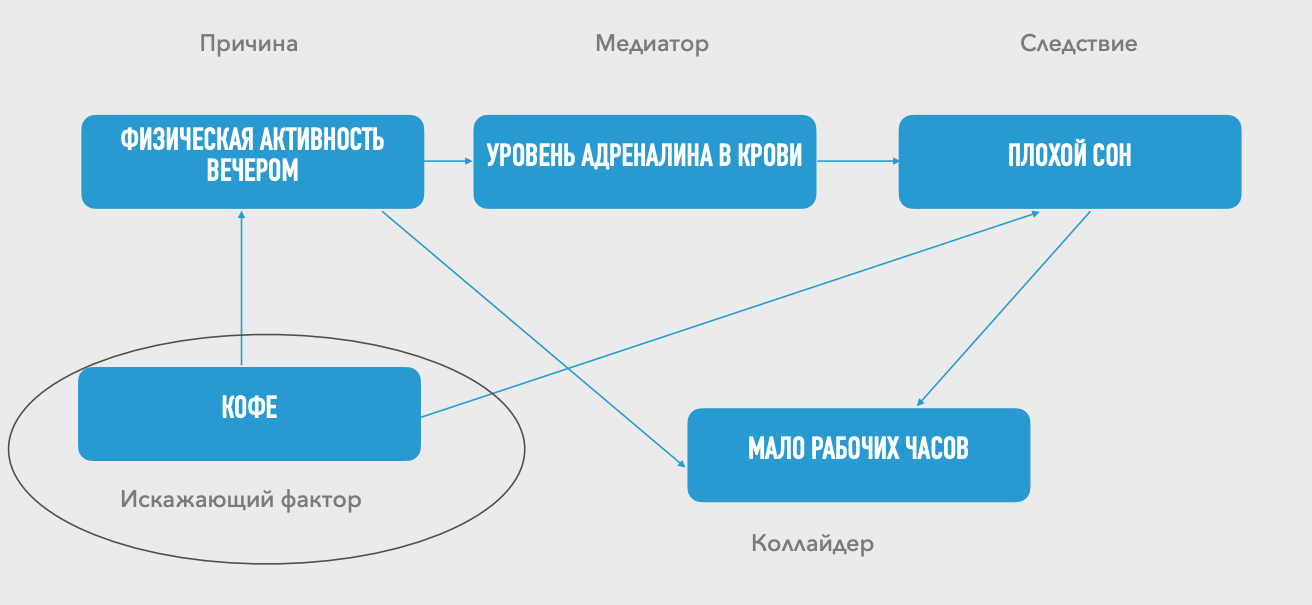 Причина
Медиатор
Следствие
ФИЗИЧЕСКАЯ АКТИВНОСТЬ
ВЕЧЕРОМ
УРОВЕНЬ АДРЕНАЛИНА В КРОВИ
ПЛОХОЙ СОН
КОФЕ
Искажающий фактор
МАЛО РАБОЧИХ ЧАСОВ
Коллайдер